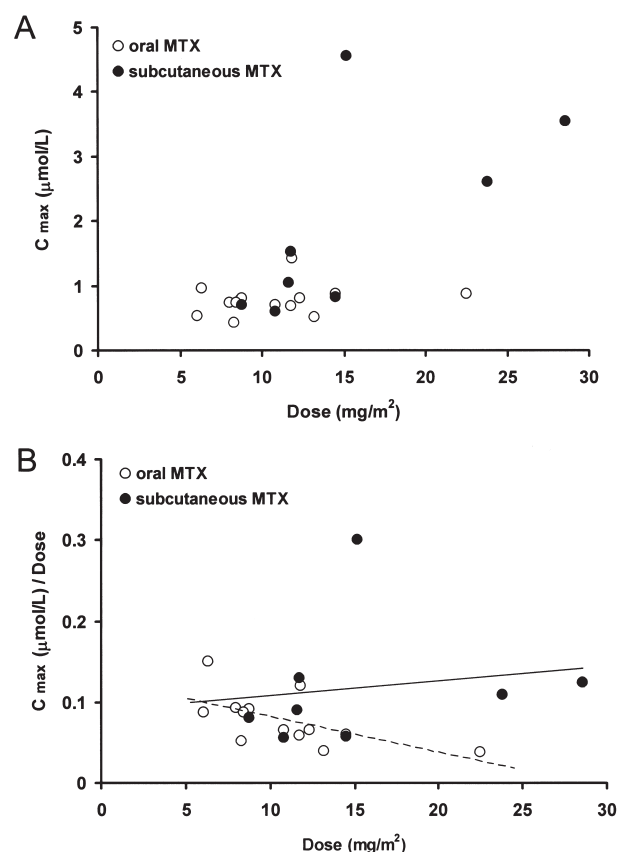 A
oral MTX
subcutaneous MTX
5
4
3
2
1
0
C max (μmol/L)
0 5 10 15 20 25 30
Dose (mg/m2)
B
oral MTX
subcutaneous MTX
0.4
0.3
0.2
0.1
0
C max (μmol/L) / Dose
0 5 10 15 20 25 30
Dose (mg/m2)